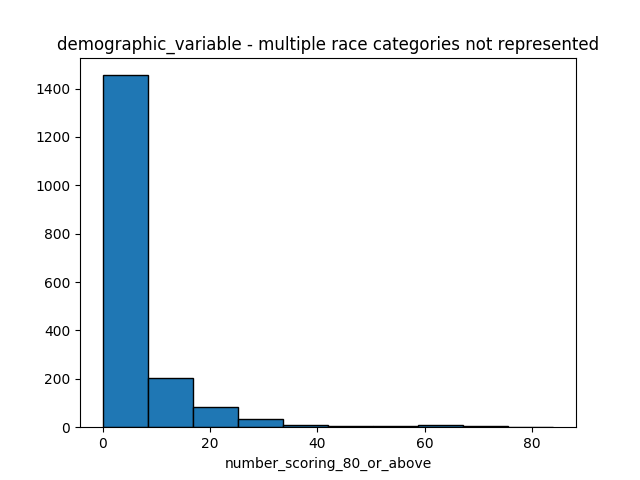 demographic_variable - multiple race categories not represented
1400
1200
1000
800
600
400
200
0
0 20 40 60 80
number_scoring_80_or_above